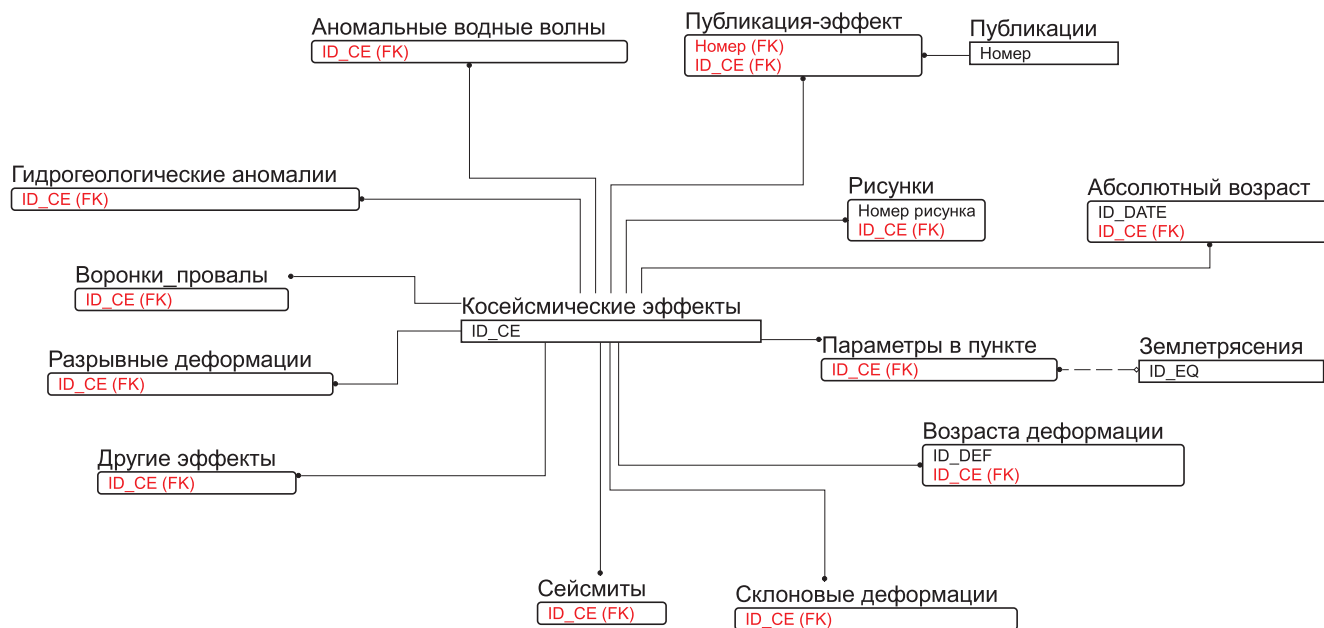 Аномальные водные волны
ID_CE (FK)
Публикация-эффект
Номер (FK)
ID_CE (FK)
Публикации
Номер
Гидрогеологические аномалии
ID_CE (FK)
Рисунки
Номер рисунка
ID_CE (FK)
Абсолютный возраст
ID_DATE
ID_CE (FK)
Воронки_провалы
ID_CE (FK)
Косейсмические эффекты
ID_CE
Разрывные деформации
ID_CE (FK)
Параметры в пункте
ID_CE (FK)
Землетрясения
ID_EQ
Возраста деформации
ID_DEF
ID_CE (FK)
Другие эффекты
ID_CE (FK)
Сейсмиты
ID_CE (FK)
Склоновые деформации
ID_CE (FK)